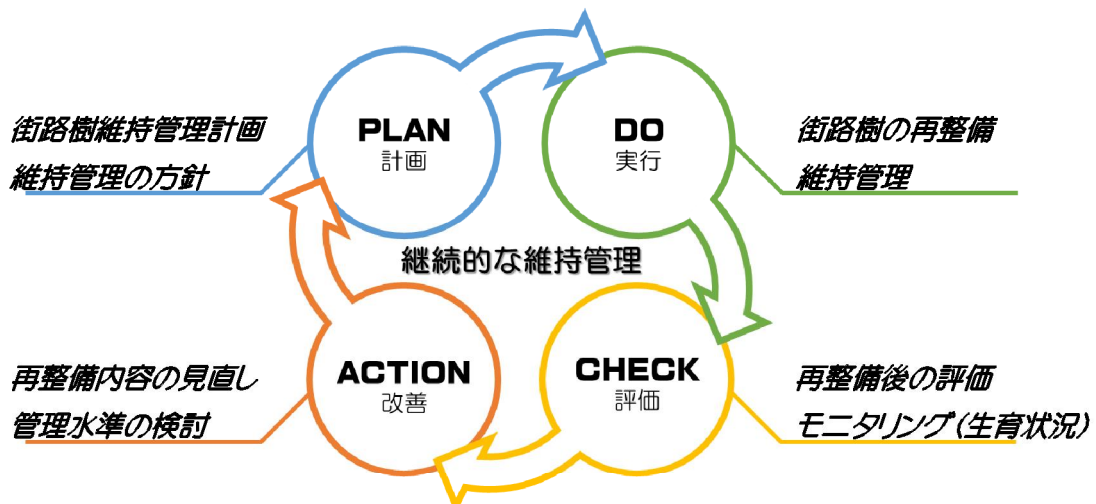 街路樹維持管理計画
維持管理の方針
PLAN
計画
DO
実行
街路樹の再整備
維持管理
継続的な維持管理
再整備内容の見直し
管理水準の検討
ACTION
改善
CHECK
評価
再整備後の評価
モニタリング(生育状況)